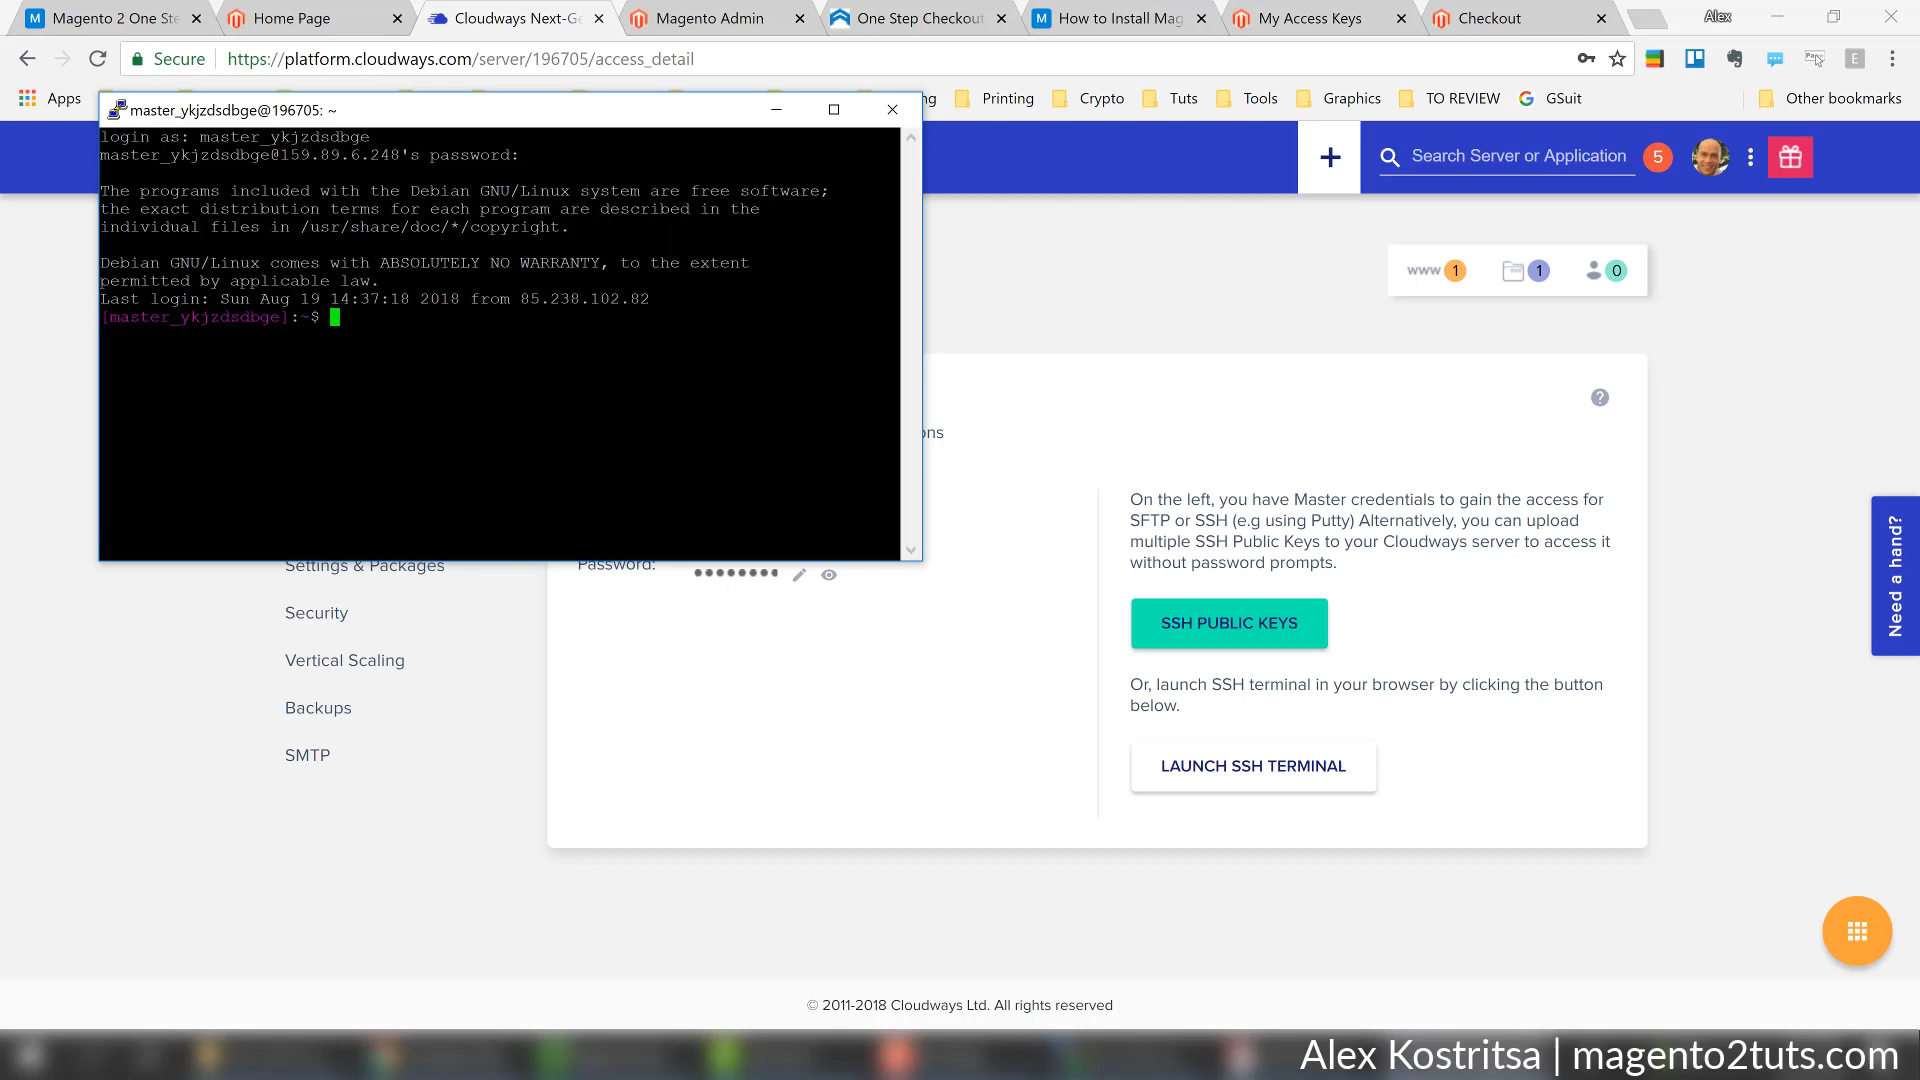 Magento 2 One Ste
Home Page
Cloudways Next-Ge
Magento Admin
One Step Checkout
How to Install Mag
My Access Keys
Checkout
Alex
Secure
https://platform.cloudways.com/server/196705/access_detail
Apps
ng
Printing
Crypto
Tuts
Tools
Graphics
TO REVIEW
GSuit
Other bookmarks
master_ykjzdsdbge@196705: ~
login as: master_ykjzdsdbge
master_ykjzdsdbge@159.89.6.248's password:
The programs included with the Debian GNU/Linux system are free software;
the exact distribution terms for each program are described in the
individual files in /usr/share/doc/*/copyright.
Debian GNU/Linux comes with ABSOLUTELY NO WARRANTY, to the extent
permitted by applicable law.
Last login: Sun Aug 19 14:37:18 2018 from 85.238.102.82
[master_ykjzdsdbge]:~$
Search Server or Application
5
www 1
1
0
ons
Password:
Settings & Packages
Security
Vertical Scaling
Backups
SMTP
On the left, you have Master credentials to gain the access for
SFTP or SSH (e.g using Putty) Alternatively, you can upload
multiple SSH Public Keys to your Cloudways server to access it
without password prompts.
SSH PUBLIC KEYS
Or, launch SSH terminal in your browser by clicking the button
below.
LAUNCH SSH TERMINAL
Need a hand?
© 2011-2018 Cloudways Ltd. All rights reserved
Alex Kostritsa | magento2tuts.com